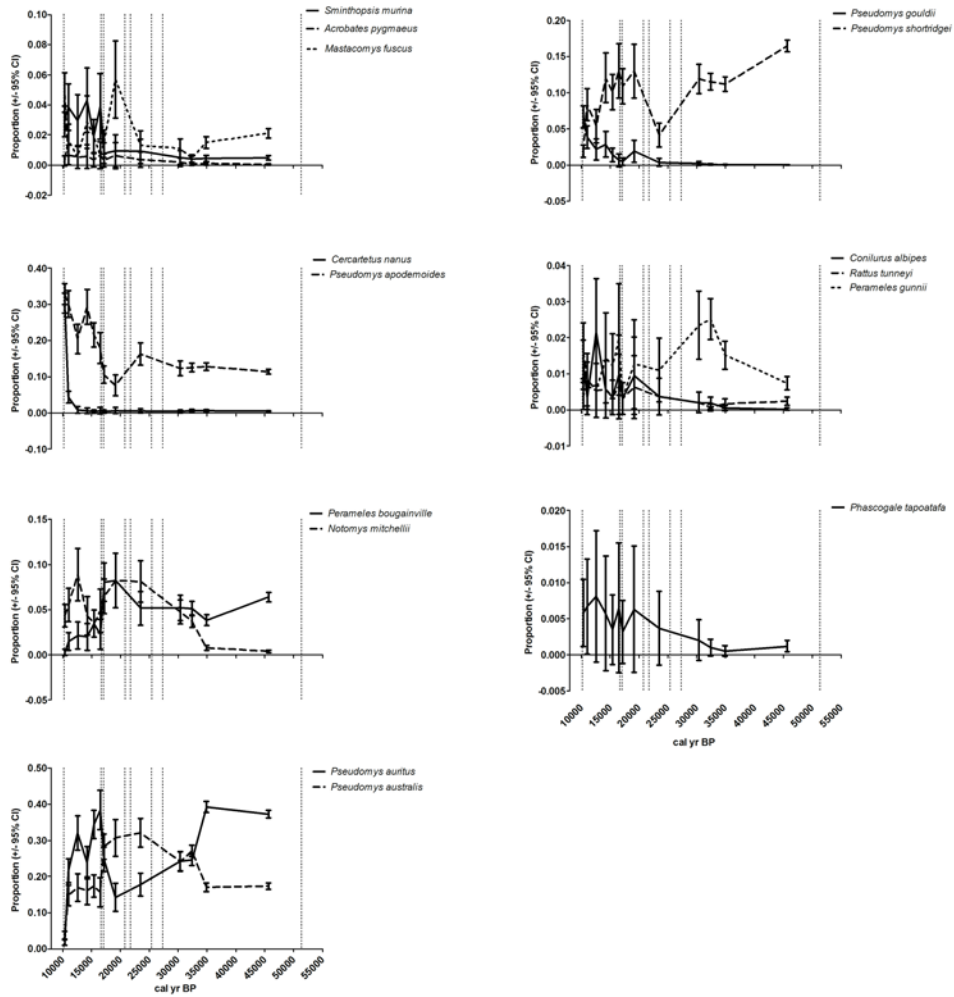 Sminthopsis murina
Acrobates pygmaeus
Mastacomys fuscus
Proportion (+/- 95% CI)
0.10
0.08
0.06
0.04
0.02
0.00
-0.02
Pseudomys gouldii
Pseudomys shortridgei
Proportion (+/- 95% CI)
0.20
0.15
0.10
0.05
0.00
-0.05
Cercartetus nanus
Pseudomys apodemoides
Proportion (+/- 95% CI)
0.40
0.30
0.20
0.10
0.00
-0.10
Conilurus albipes
Rattus tunneyi
Perameles gunnii
Proportion (+/- 95% CI)
0.04
0.03
0.02
0.01
0.00
-0.01
Perameles bougainville
Notomys mitchellii
Proportion (+/- 95% CI)
0.15
0.10
0.05
0.00
-0.05
Phascogale tapoatafa
Proportion (+/- 95% CI)
0.020
0.015
0.010
0.005
0.000
-0.005
10000 15000 20000 25000 30000 35000 40000 45000 50000 55000
cal yr BP
Pseudomys auritus
Pseudomys australis
Proportion (+/- 95% CI)
0.50
0.40
0.30
0.20
0.10
0.00
10000 15000 20000 25000 30000 35000 40000 45000 50000 55000
cal yr BP